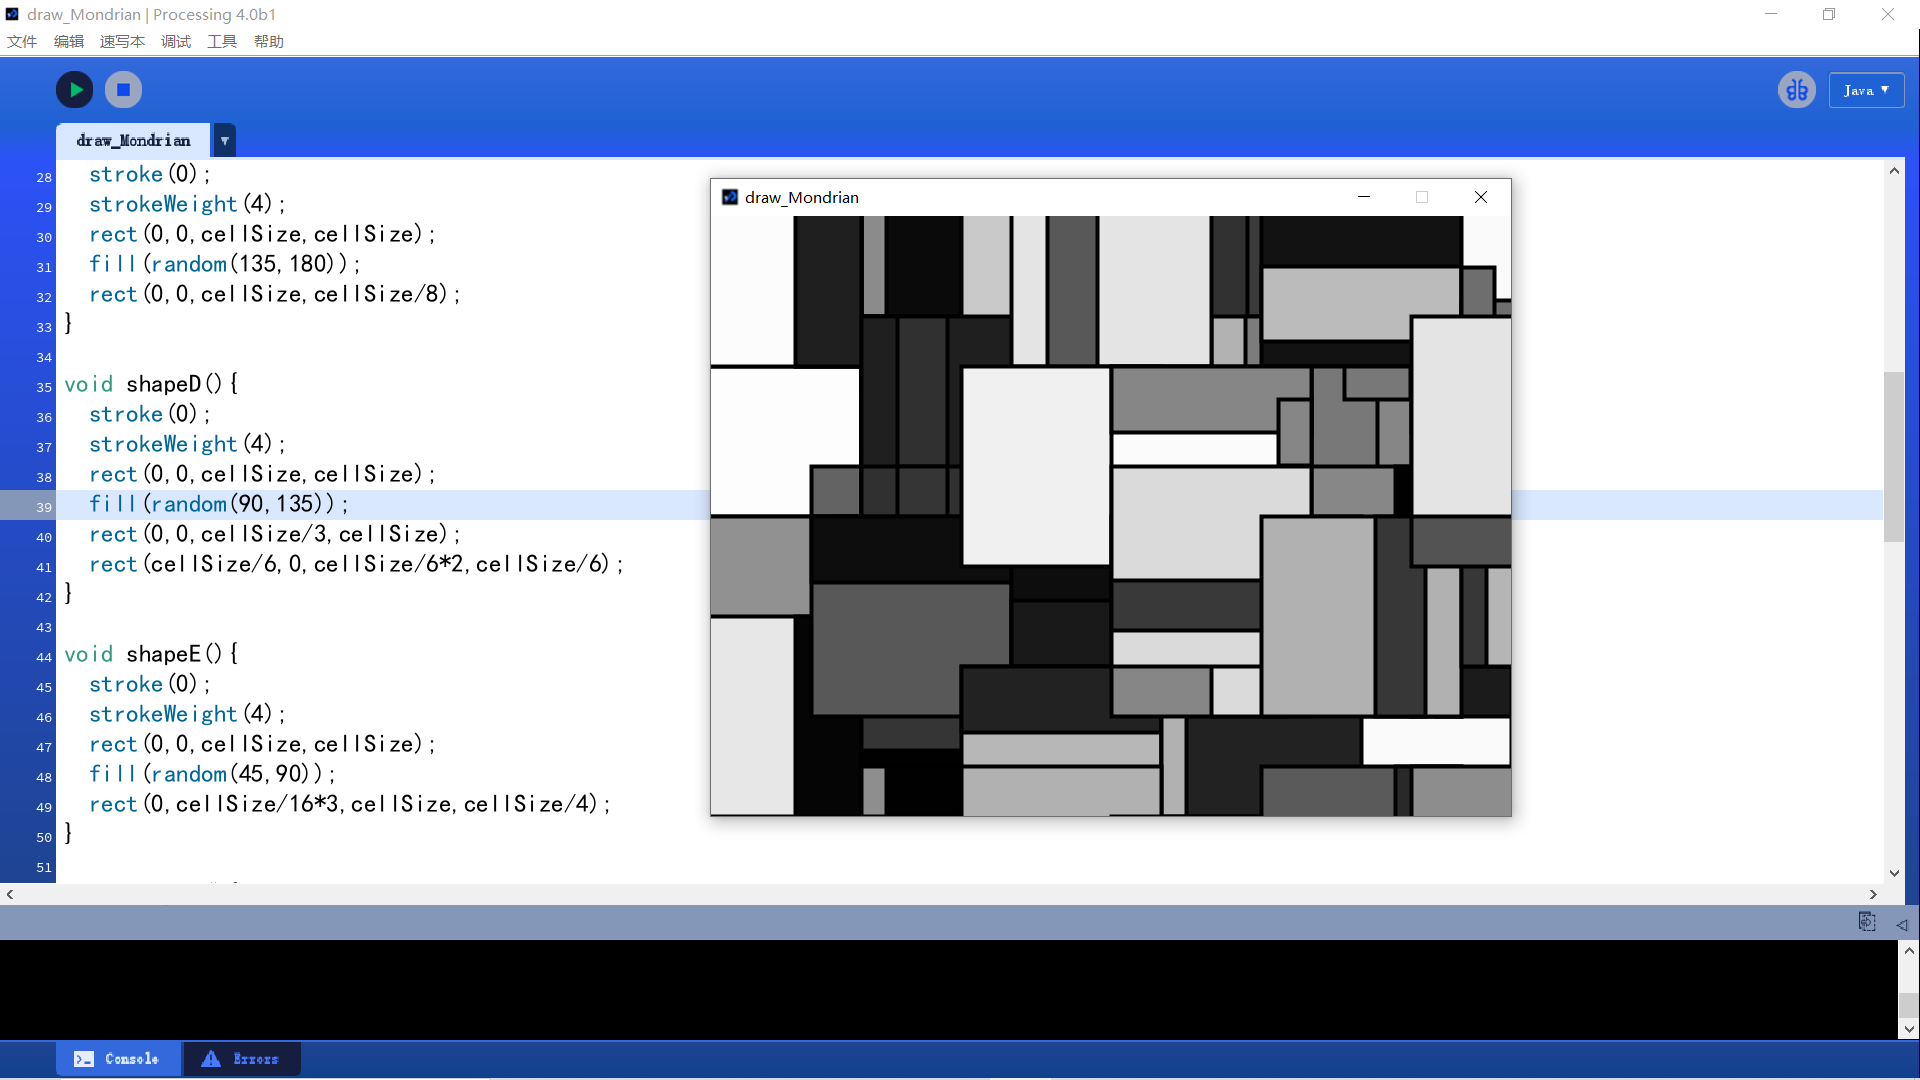 draw_Mondrian | Processing 4.0b1
文件 编辑 速写本 调试 工具 帮助
Java ▼
draw_Mondrian ▼
28 stroke(0);
29 strokeWeight(4);
30 rect(0,0,cellSize,cellSize);
31 fill(random(135,180));
32 rect(0,0,cellSize,cellSize/8);
33 }
34
35 void shapeD(){
36 stroke(0);
37 strokeWeight(4);
38 rect(0,0,cellSize,cellSize);
39 fill(random(90,135));
40 rect(0,0,cellSize/3,cellSize);
41 rect(cellSize/6,0,cellSize/6*2,cellSize/6);
42 }
43
44 void shapeE(){
45 stroke(0);
46 strokeWeight(4);
47 rect(0,0,cellSize,cellSize);
48 fill(random(45,90));
49 rect(0,cellSize/16*3,cellSize,cellSize/4);
50 }
51
draw_Mondrian
Console
Errors